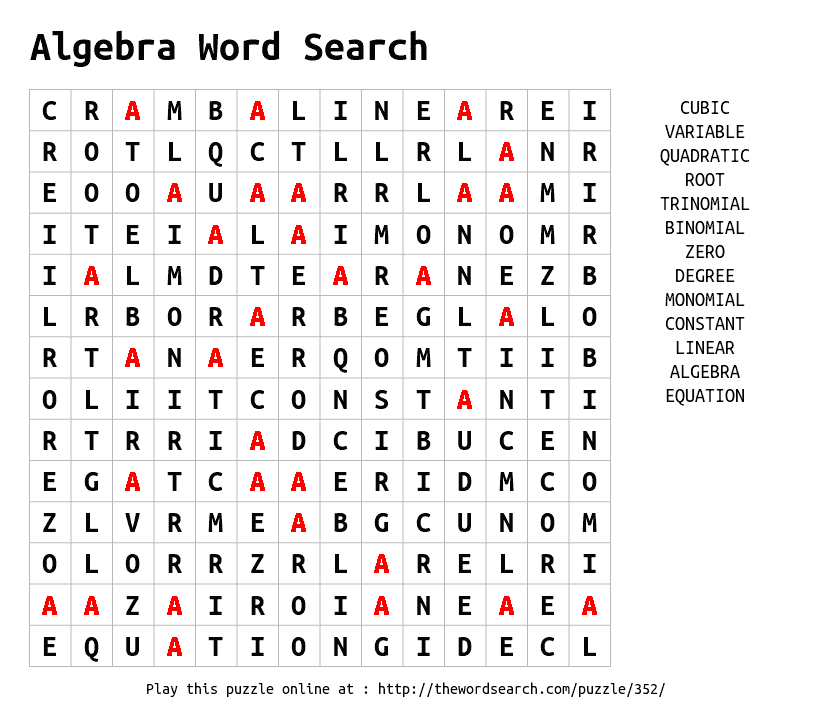 Algebra Word Search
C R A M B A L I N E A R E I
R O T L Q C T L L R L A N R
E O O A U A A R R L A A M I
I T E I A L A I M O N O M R
I A L M D T E A R A N E Z B
L R B O R A R B E G L A L O
R T A N A E R Q O M T I I B
O L I I T C O N S T A N T I
R T R R I A D C I B U C E N
E G A T C A A E R I D M C O
Z L V R M E A B G C U N O M
O L O R R Z R L A R E L R I
A A Z A I R O I A N E A E A
E Q U A T I O N G I D E C L
CUBIC
VARIABLE
QUADRATIC
ROOT
TRINOMIAL
BINOMIAL
ZERO
DEGREE
MONOMIAL
CONSTANT
LINEAR
ALGEBRA
EQUATION
Play this puzzle online at : http://thewordsearch.com/puzzle/352/